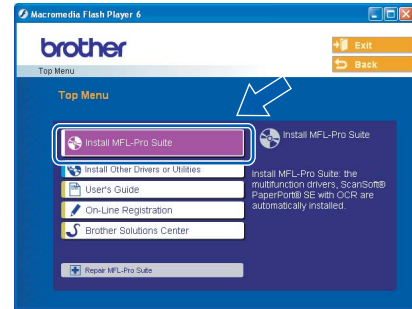 Macromedia Flash Player 6
brother
Exit
Back
Top Menu
Top Menu
Install MFL-Pro Suite
Install Other Drivers or Utilities
User's Guide
On-Line Registration
Brother Solutions Center
Repair MFL-Pro Suite
Install MFL-Pro Suite
Install MFL-Pro Suite: the
multifunction drivers, ScanSoft®
PaperPort® SE with OCR are
automatically installed.